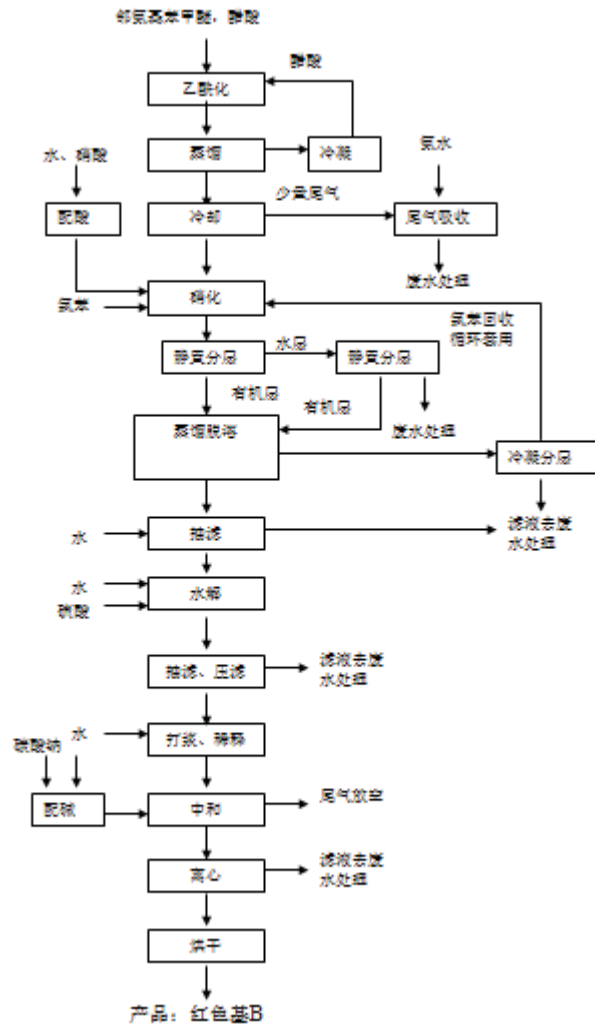 邻氨基苯甲醚，醋酸
醋酸
乙酰化
水、硝酸
蒸馏
冷凝
氨水
少量尾气
配酸
冷却
尾气吸收
废水处理
硝化
氯苯
氯苯回收
循环套用
水层
静置分层
静置分层
有机层
有机层
废水处理
蒸馏脱溶
冷凝分层
水
抽滤
滤液去废
水处理
水
硫酸
水解
抽滤、压滤
滤液去废
水处理
水
碳酸钠
打浆、稀释
配碱
中和
尾气放空
离心
滤液去废
水处理
烘干
产品：红色基B